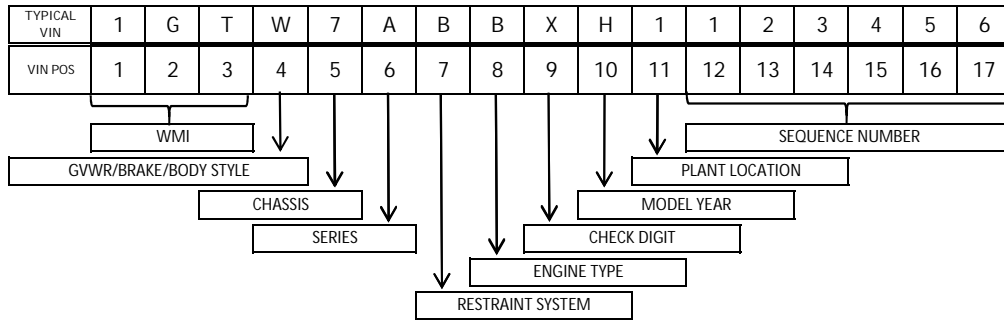 TYPICAL VIN 1 G T W 7 A B B X H 1 1 2 3 4 5 6
VIN POS 1 2 3 4 5 6 7 8 9 10 11 12 13 14 15 16 17
WMI SEQUENCE NUMBER
GVWR/BRAKE/BODY STYLE PLANT LOCATION
CHASSIS MODEL YEAR
SERIES CHECK DIGIT
ENGINE TYPE
RESTRAINT SYSTEM